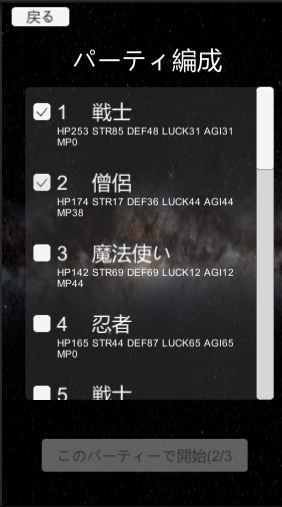 戻る
パーティ編成
1 戦士
HP253 STR85 DEF48 LUCK31 AGI31
MP0
2 僧侶
HP174 STR17 DEF36 LUCK44 AGI44
MP38
3 魔法使い
HP142 STR69 DEF69 LUCK12 AGI12
MP44
4 忍者
HP165 STR44 DEF87 LUCK65 AGI65
MP0
5 戦士
このパーティーで開始(2/3